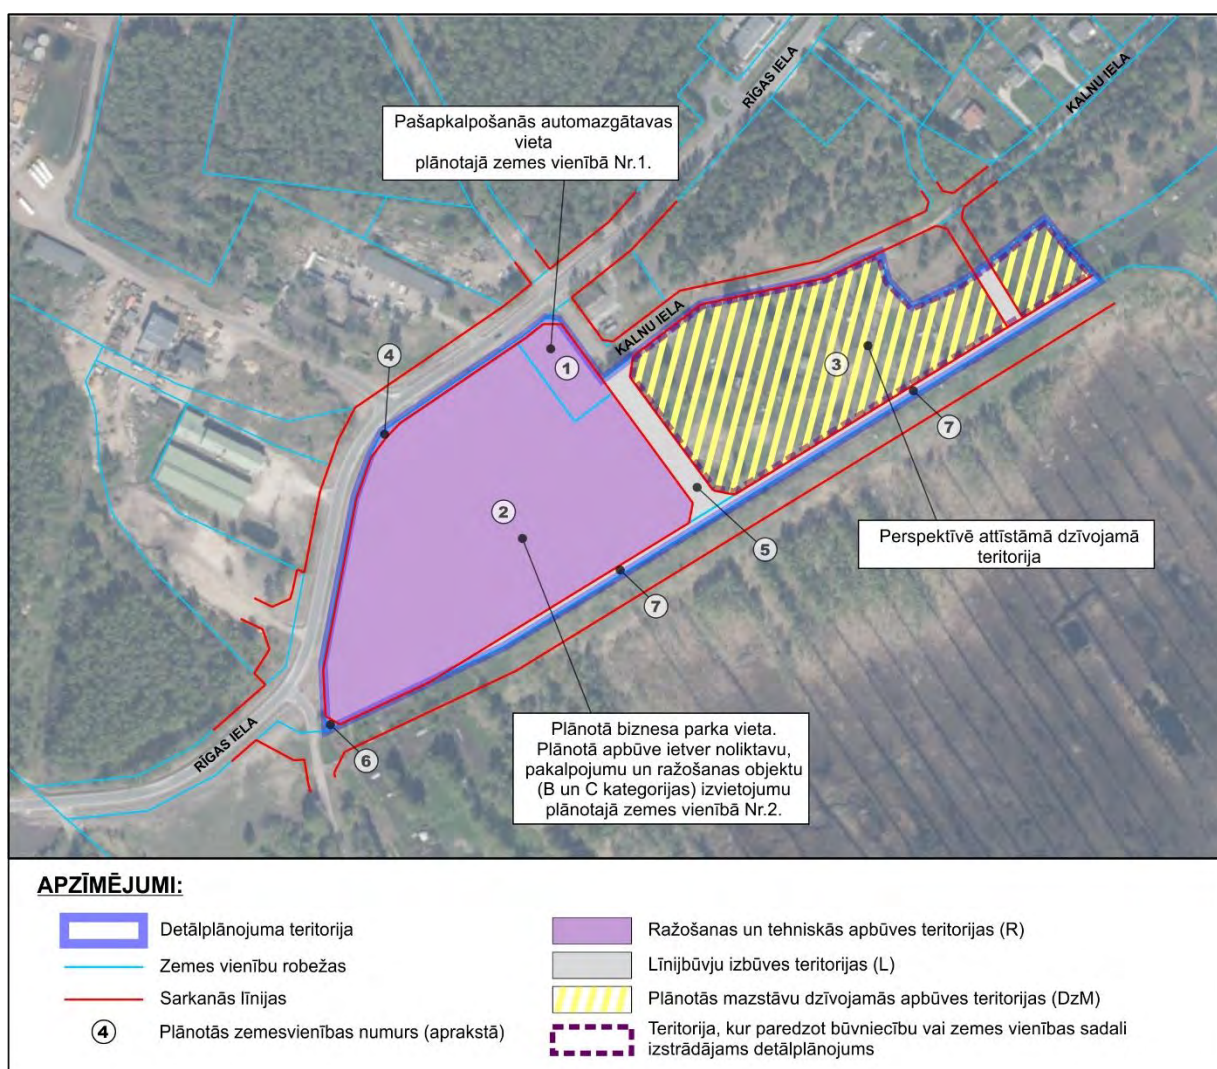 RĪGAS IELA
KALNU IELA
Pašapkalpošanās automazgātavas
vieta
plānotajā zemes vienībā Nr.1.
KALNU IELA
4
1
3
7
2
5
Perspektīvē attīstāmā dzīvojamā
teritorija
7
RĪGAS IELA
6
Plānotā biznesa parka vieta.
Plānotā apbūve ietver noliktavu,
pakalpojumu un ražošanas objektu
(B un C kategorijas) izvietojumu
plānotajā zemes vienībā Nr.2.
APZĪMĒJUMI:
Detālplānojuma teritorija
Zemes vienību robežas
Sarkanās līnijas
4 Plānotās zemesvienības numurs (aprakstā)
Ražošanas un tehniskās apbūves teritorijas (R)
Līnijbūvju izbūves teritorijas (L)
Plānotās mazstāvu dzīvojamās apbūves teritorijas (DzM)
Teritorija, kur paredzot būvniecību vai zemes vienības sadali
izstrādājams detālplānojums